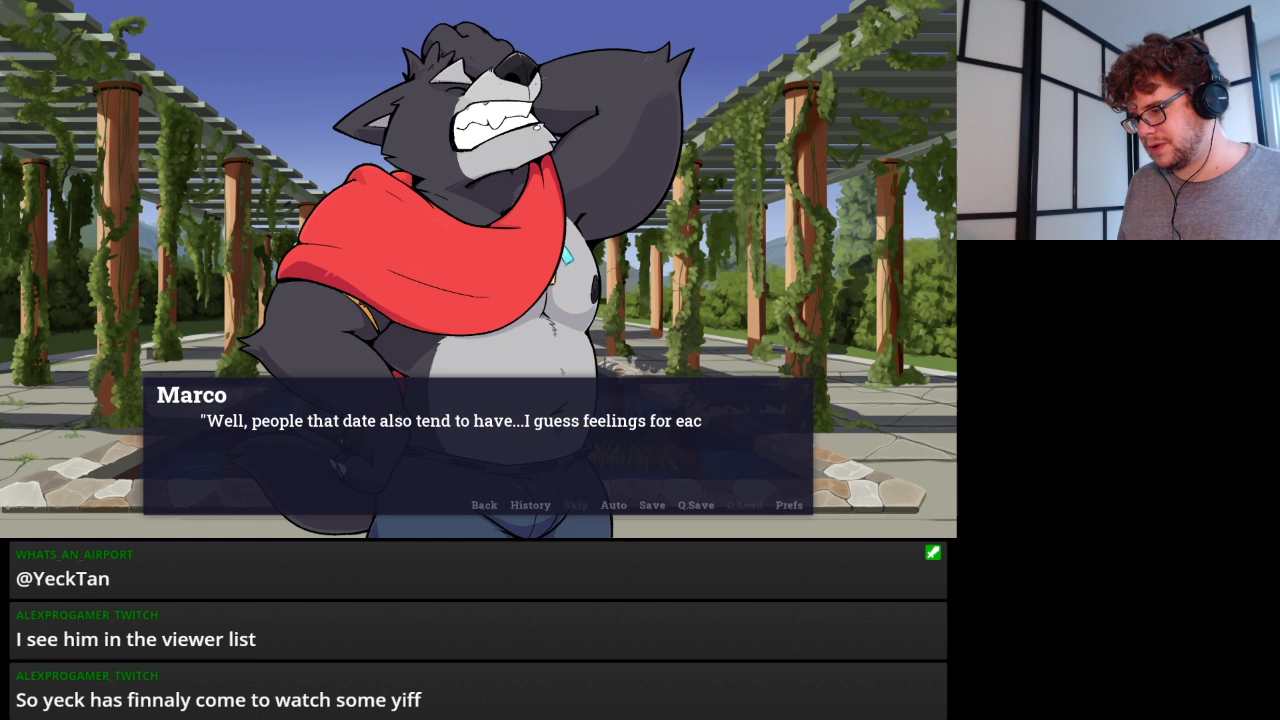 Marco
"Well, people that date also tend to have...I guess feelings for eac
Back History Skip Auto Save Q.Save Q.Load Prefs
WHATS_AN_AIRPORT
@YeckTan
ALEXPROGAMER_TWITCH
I see him in the viewer list
ALEXPROGAMER_TWITCH
So yeck has finnaly come to watch some yiff